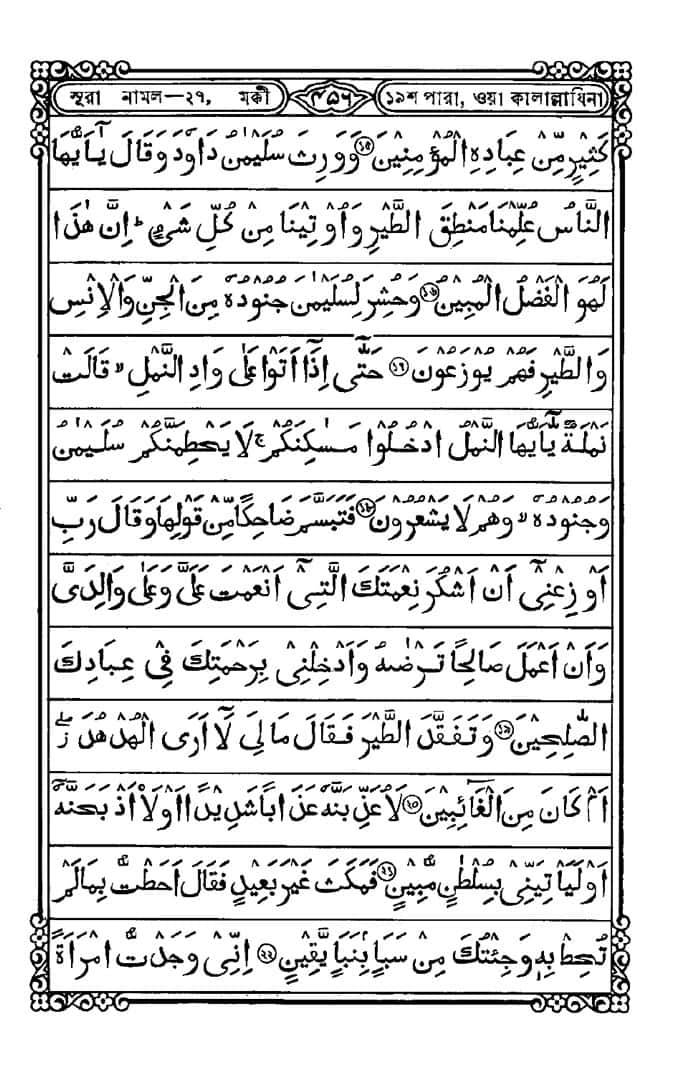 সূরা নামল—২৭, মক্কী ৪৫৬ ১৯শ পারা, ওয়া কালাল্লাযিনা
كَثِيْرٍ مِّنْ عِبَادِهِ الْمُؤْمِنِيْنَ ۝١٥ وَوَرِثَ سُلَيْمٰنُ دَاوٗدَ وَقَالَ يٰٓاَيُّهَا
النَّاسُ عُلِّمْنَا مَنْطِقَ الطَّيْرِ وَاُوْتِيْنَا مِنْ كُلِّ شَيْءٍ ؕ اِنَّ هٰذَا
لَهُوَ الْفَضْلُ الْمُبِيْنُ ۝١٦ وَحُشِرَ لِسُلَيْمٰنَ جُنُوْدُهٗ مِنَ الْجِنِّ وَالْاِنْسِ
وَالطَّيْرِ فَهُمْ يُوْزَعُوْنَ ۝١٧ حَتّٰٓى اِذَآ اَتَوْا عَلٰى وَادِ النَّمْلِ ۙ قَالَتْ
نَمْلَةٌ يّٰٓاَيُّهَا النَّمْلُ ادْخُلُوْا مَسٰكِنَكُمْ ۚ لَا يَحْطِمَنَّكُمْ سُلَيْمٰنُ
وَجُنُوْدُهٗ ۙ وَهُمْ لَا يَشْعُرُوْنَ ۝١٨ فَتَبَسَّمَ ضَاحِكًا مِّنْ قَوْلِهَا وَقَالَ رَبِّ
اَوْزِعْنِيْٓ اَنْ اَشْكُرَ نِعْمَتَكَ الَّتِيْٓ اَنْعَمْتَ عَلَيَّ وَعَلٰى وَالِدَيَّ
وَاَنْ اَعْمَلَ صَالِحًا تَرْضٰىهُ وَاَدْخِلْنِيْ بِرَحْمَتِكَ فِيْ عِبَادِكَ
الصّٰلِحِيْنَ ۝١٩ وَتَفَقَّدَ الطَّيْرَ فَقَالَ مَا لِيَ لَآ اَرَى الْهُدْهُدَ ۖز
اَمْ كَانَ مِنَ الْغَآئِبِيْنَ ۝٢٠ لَاُعَذِّبَنَّهٗ عَذَابًا شَدِيْدًا اَوْ لَاْاَذْبَحَنَّهٗٓ
اَوْ لَيَاْتِيَنِّيْ بِسُلْطٰنٍ مُّبِيْنٍ ۝٢١ فَمَكَثَ غَيْرَ بَعِيْدٍ فَقَالَ اَحَطْتُّ بِمَا لَمْ
تُحِطْ بِهٖ وَجِئْتُكَ مِنْ سَبَاٍۭ بِنَبَاٍ يَّقِيْنٍ ۝٢٢ اِنِّيْ وَجَدْتُّ امْرَاَةً